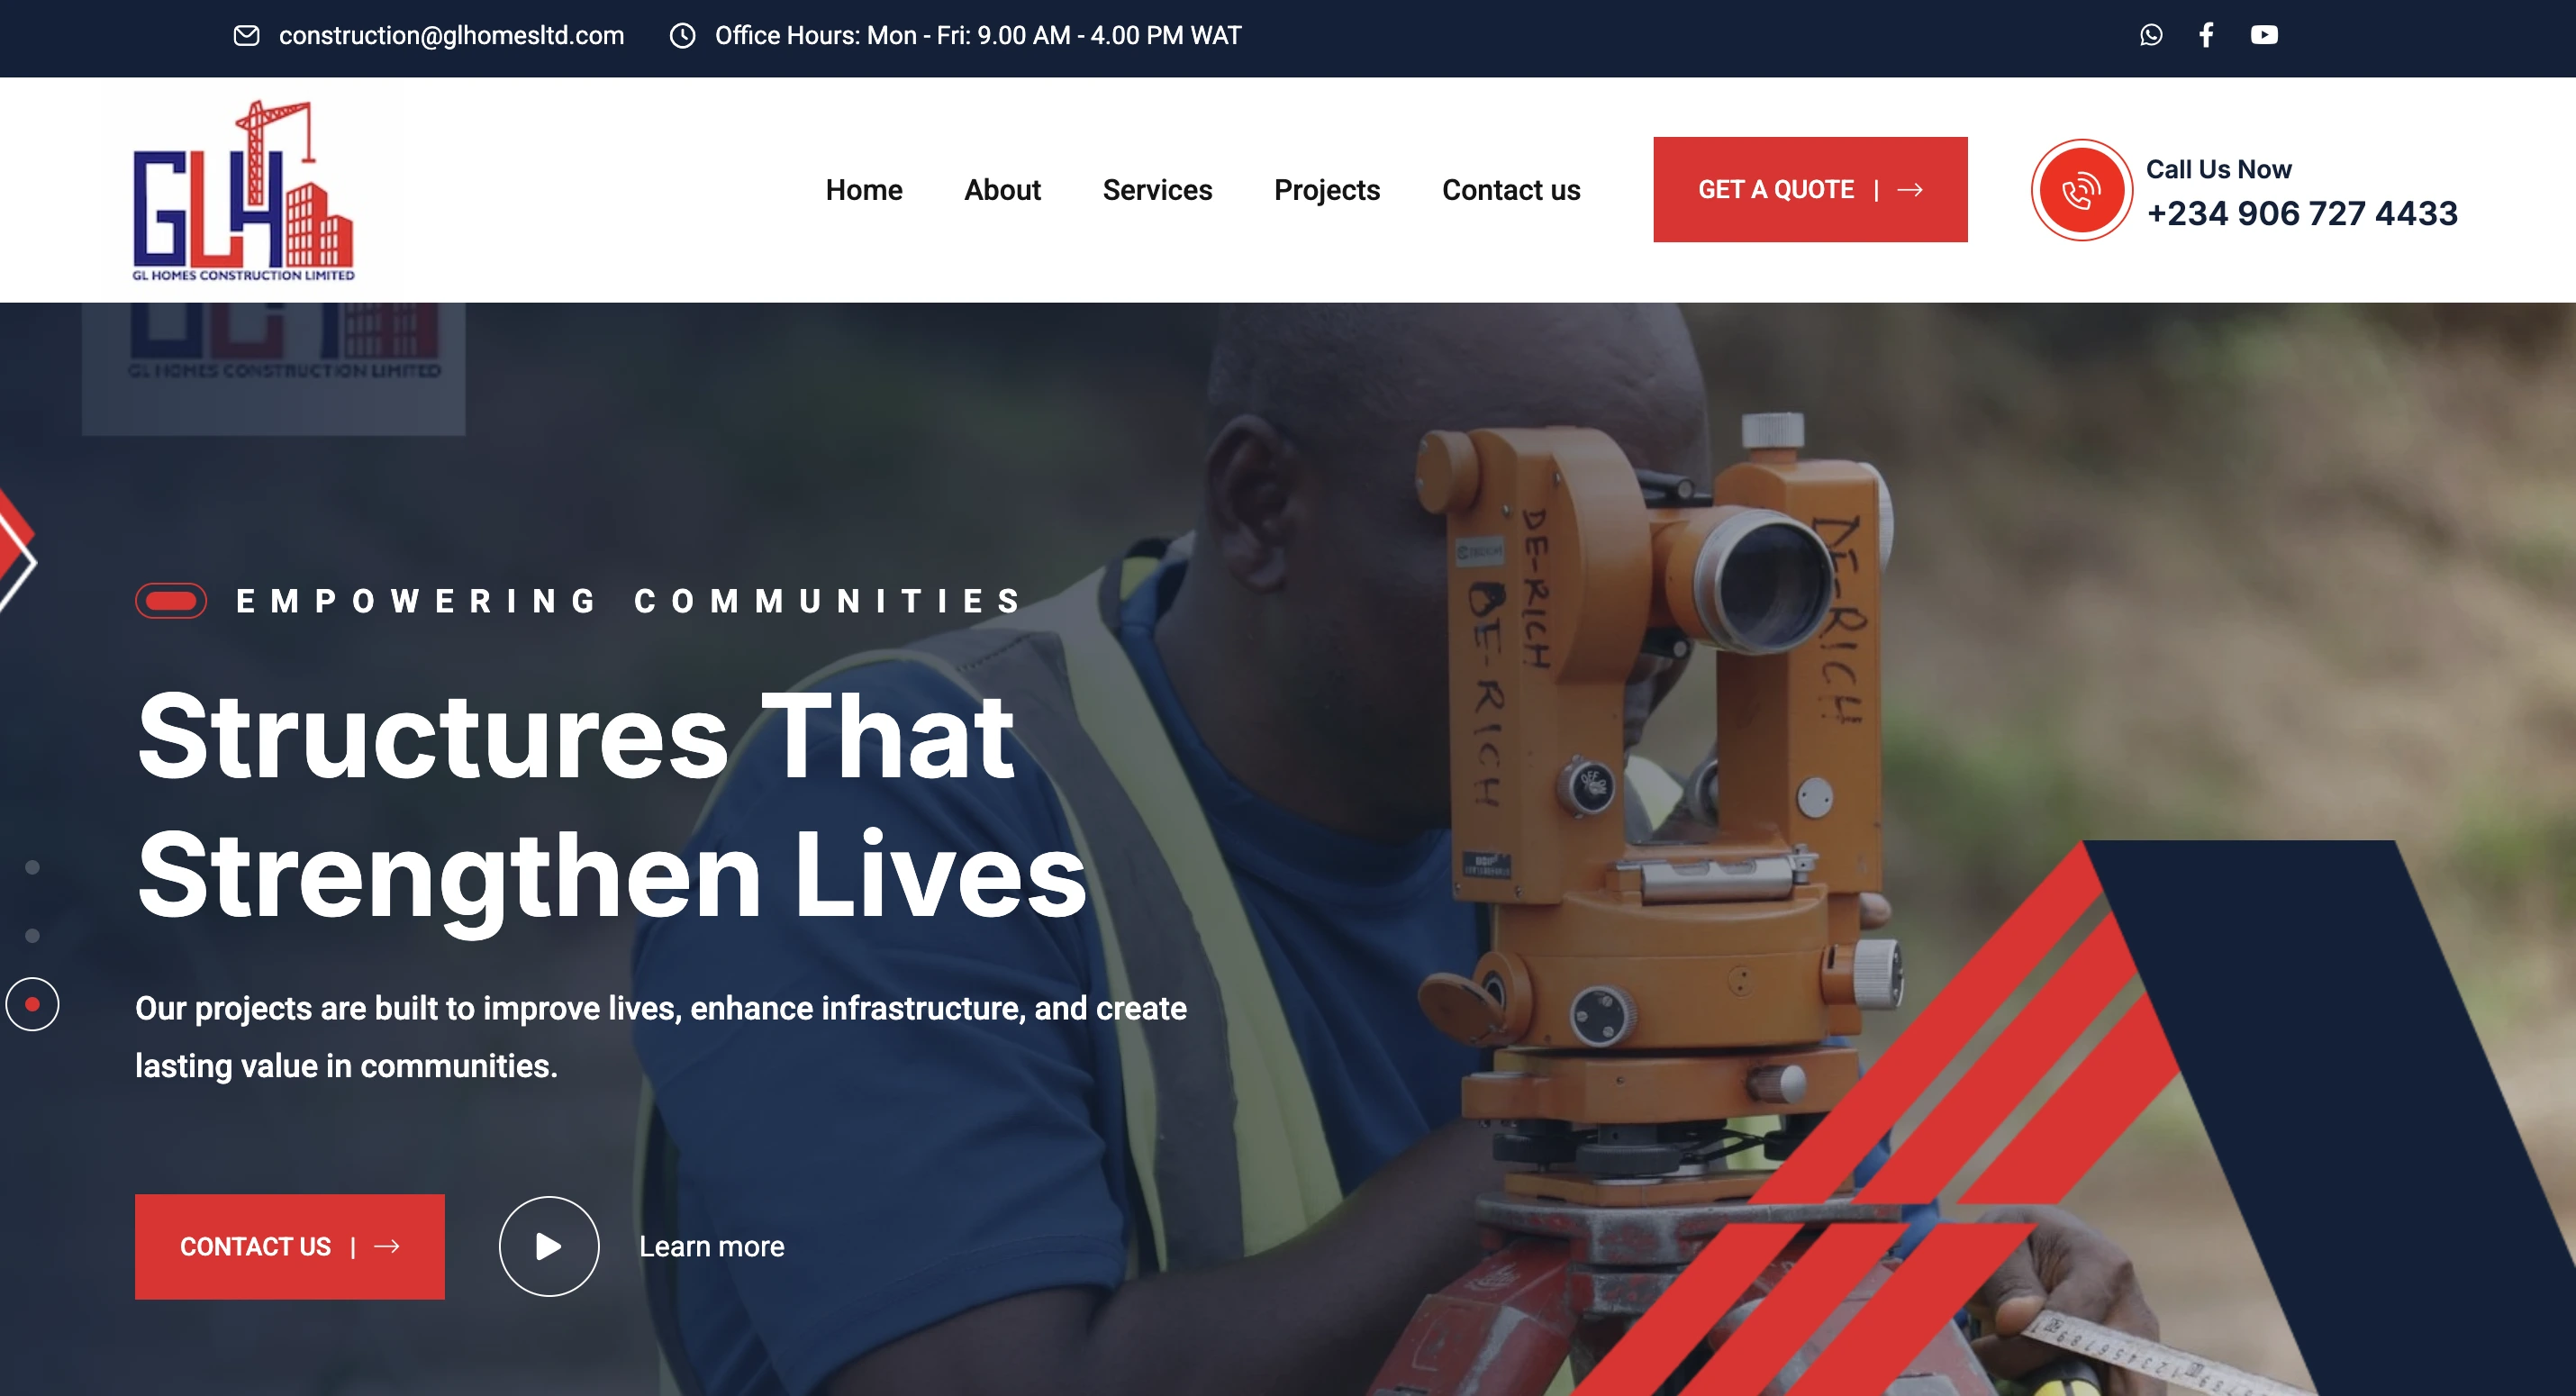 construction@glhomesltd.com
Office Hours: Mon - Fri: 9.00 AM - 4.00 PM WAT
GLH
GL HOMES CONSTRUCTION LIMITED
Home
About
Services
Projects
Contact us
GET A QUOTE |
Call Us Now
+234 906 727 4433
GL HOMES CONSTRUCTION LIMITED
EMPOWERING COMMUNITIES
Structures That
Strengthen Lives
Our projects are built to improve lives, enhance infrastructure, and create
lasting value in communities.
CONTACT US |
Learn more
DE-RICH
DE-RICH
DE-RICH